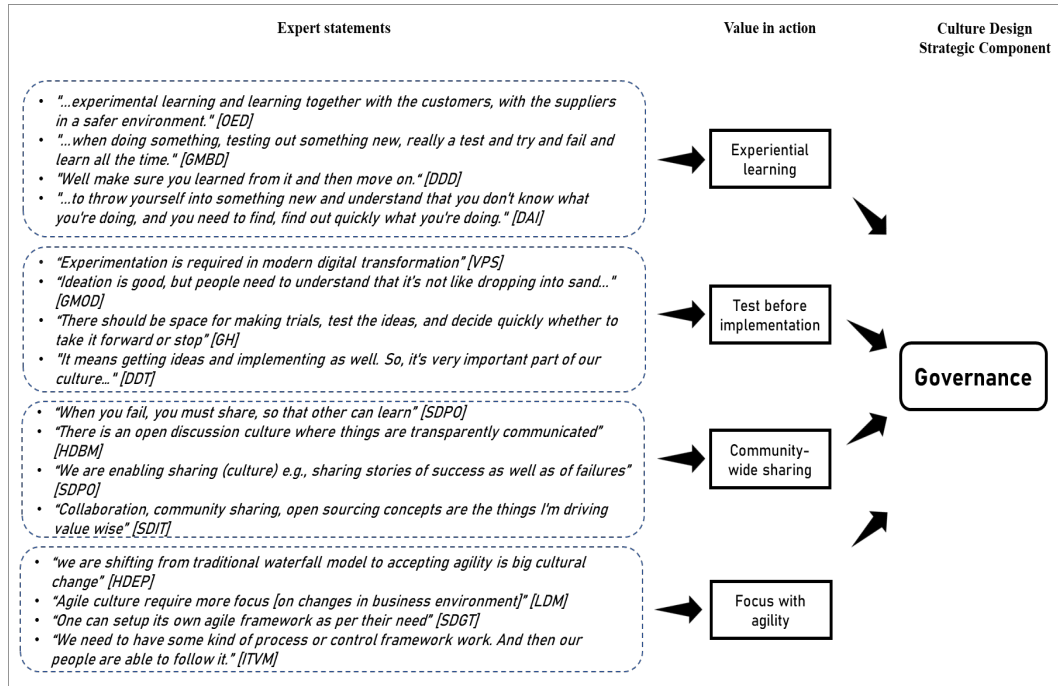 Expert statements
Value in action
Culture Design
Strategic Component
• "...experimental learning and learning together with the customers, with the suppliers
in a safer environment." [OED]
• "...when doing something, testing out something new, really a test and try and fail and
learn all the time." [GMBD]
• "Well make sure you learned from it and then move on." [DDD]
• "...to throw yourself into something new and understand that you don't know what
you're doing, and you need to find, find out quickly what you're doing." [DAI]
Experiential
learning
• "Experimentation is required in modern digital transformation" [VPS]
• "Ideation is good, but people need to understand that it's not like dropping into sand..."
[GMOD]
• "There should be space for making trials, test the ideas, and decide quickly whether to
take it forward or stop" [GH]
• "It means getting ideas and implementing as well. So, it's very important part of our
culture..." [DDT]
Test before
implementation
Governance
• "When you fail, you must share, so that other can learn" [SDPO]
• "There is an open discussion culture where things are transparently communicated"
[HDBM]
• "We are enabling sharing (culture) e.g., sharing stories of success as well as of failures"
[SDPO]
• "Collaboration, community sharing, open sourcing concepts are the things I'm driving
value wise" [SDIT]
Community-
wide sharing
• "we are shifting from traditional waterfall model to accepting agility is big cultural
change" [HDEP]
• "Agile culture require more focus [on changes in business environment]" [LDM]
• "One can setup its own agile framework as per their need" [SDGT]
• "We need to have some kind of process or control framework work. And then our
people are able to follow it." [ITVM]
Focus with
agility